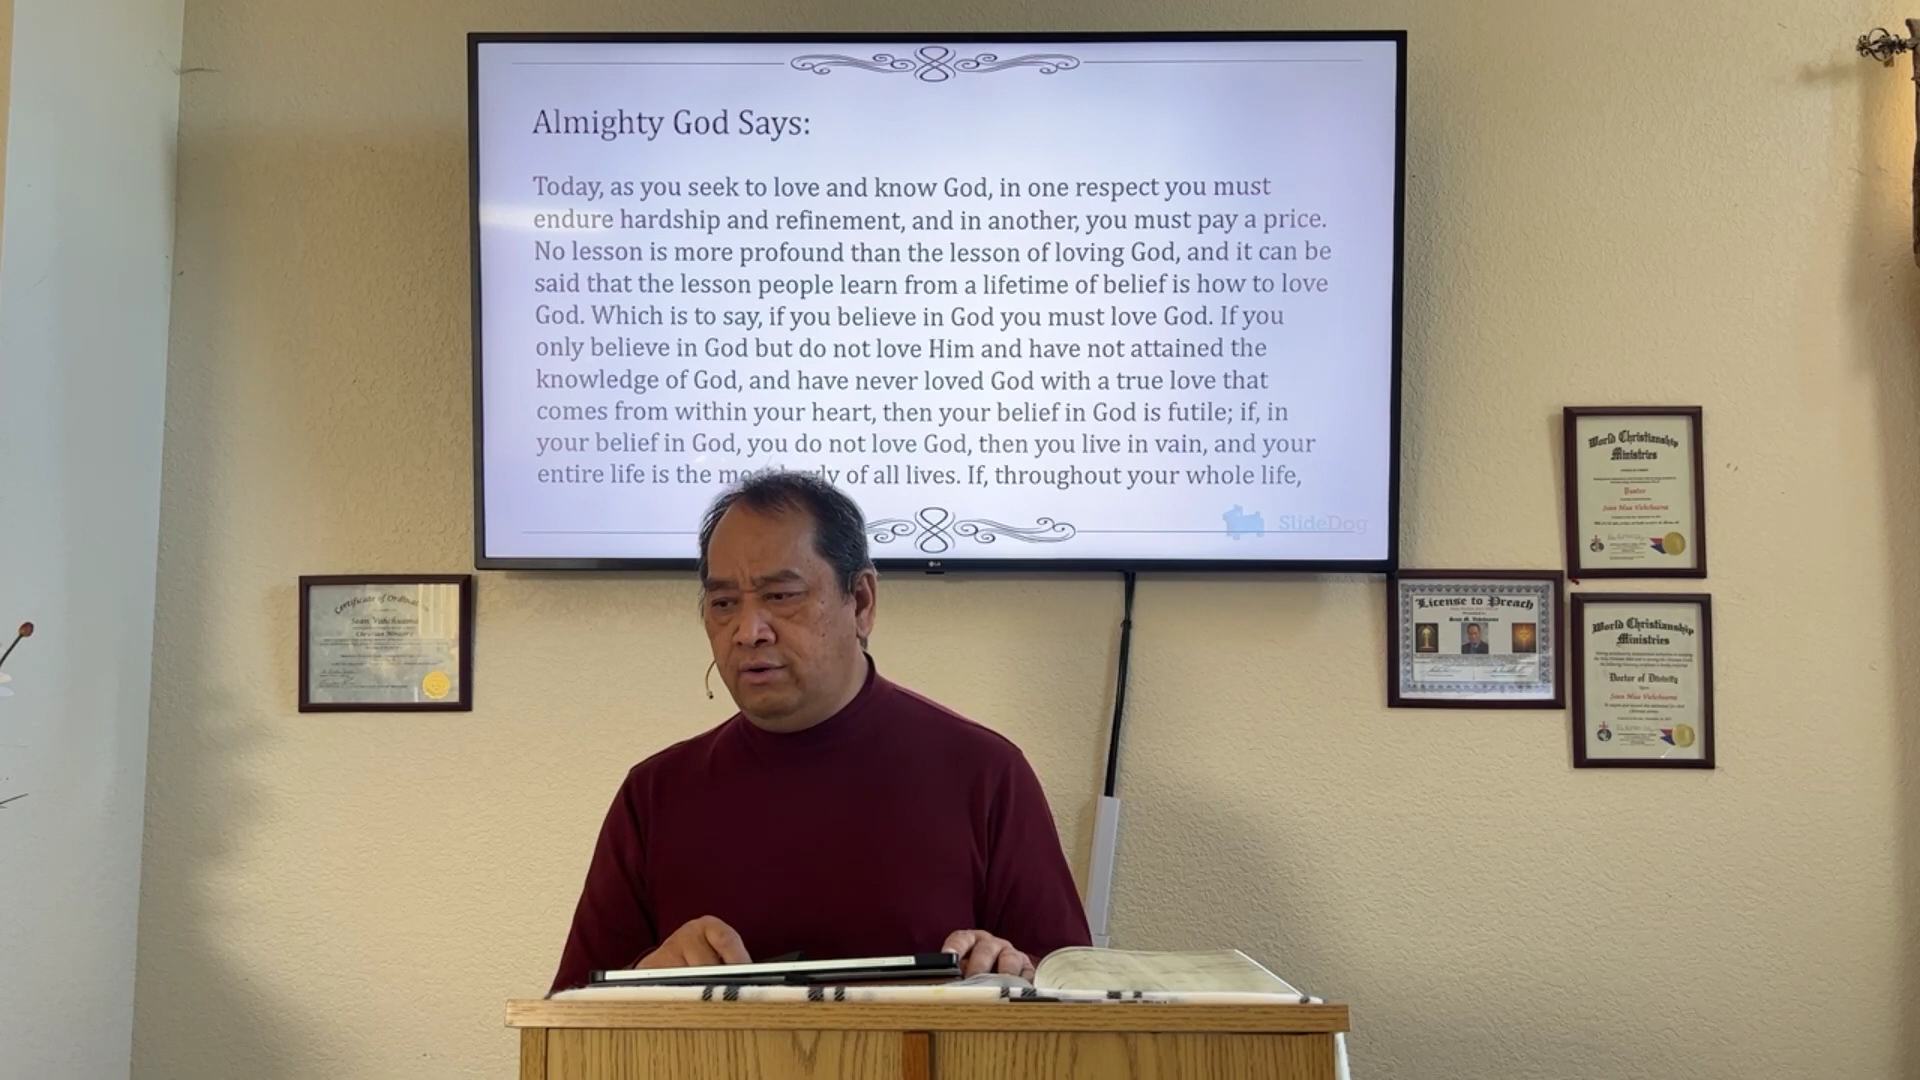 Almighty God Says:
Today, as you seek to love and know God, in one respect you must
endure hardship and refinement, and in another, you must pay a price.
No lesson is more profound than the lesson of loving God, and it can be
said that the lesson people learn from a lifetime of belief is how to love
God. Which is to say, if you believe in God you must love God. If you
only believe in God but do not love Him and have not attained the
knowledge of God, and have never loved God with a true love that
comes from within your heart, then your belief in God is futile; if, in
your belief in God, you do not love God, then you live in vain, and your
entire life is the of all lives. If, throughout your whole life,
SlideDog
LG
Certificate of Ordination
Christian Ministry
License to Preach
World Christianship
Ministries
Pastor
World Christianship
Ministries
Doctor of Divinity